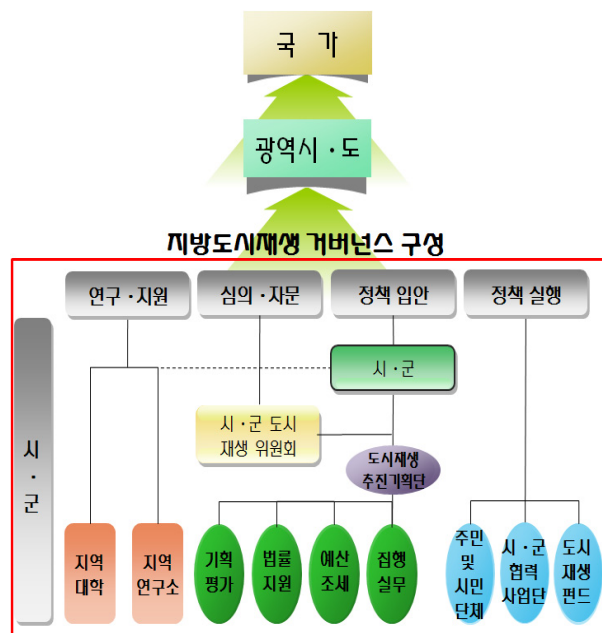 국 가
광역시 · 도
지방도시재생 거버넌스 구성
연구 · 지원
심의 · 자문
정책 입안
정책 실행
시 · 군
시 · 군
시 · 군 도시
재생 위원회
도시재생
추진기획단
지역
대학
지역
연구소
기획
평가
법률
지원
예산
조세
집행
실무
주민
및
시민
단체
시 · 군
협력
사업단
도시
재생
펀드